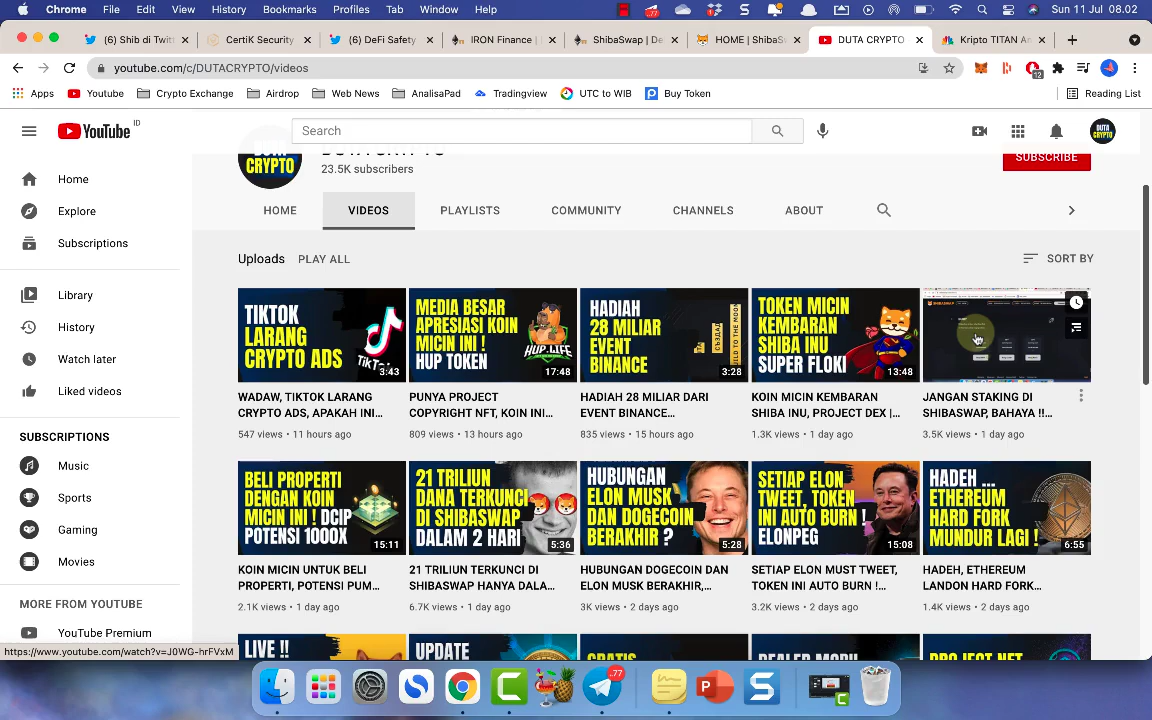 Chrome File Edit View History Bookmarks Profiles Tab Window Help Sun 11 Jul 08.02
(6) Shib di Twit
CertiK Security
(6) DeFi Safety
IRON Finance |
ShibaSwap | De
HOME | ShibaS
DUTA CRYPTO
Kripto TITAN An
youtube.com/c/DUTACRYPTO/videos
12
Apps Youtube Crypto Exchange Airdrop Web News AnalisaPad Tradingview UTC to WIB Buy Token Reading List
YouTube ID
Search
DUTA CRYPTO
CRYPTO
23.5K subscribers
SUBSCRIBE
HOME VIDEOS PLAYLISTS COMMUNITY CHANNELS ABOUT
Home
Explore
Subscriptions
Library
History
Watch later
Liked videos
SUBSCRIPTIONS
Music
Sports
Gaming
Movies
MORE FROM YOUTUBE
YouTube Premium
https://www.youtube.com/watch?v=J0WG-hrFVxM
Uploads PLAY ALL SORT BY
TIKTOK
LARANG
CRYPTO ADS
TikTok
3:43
WADAW, TIKTOK LARANG
CRYPTO ADS, APAKAH INI...
547 views • 11 hours ago
MEDIA BESAR
APRESIASI KOIN
MICIN INI !
HUP TOKEN
HUPLIFE
17:48
PUNYA PROJECT
COPYRIGHT NFT, KOIN INI...
809 views • 13 hours ago
HADIAH
28 MILIAR
EVENT
BINANCE
3:28
HADIAH 28 MILIAR DARI
EVENT BINANCE...
835 views • 15 hours ago
TOKEN MICIN
KEMBARAN
SHIBA INU
SUPER FLOKI
13:48
KOIN MICIN KEMBARAN
SHIBA INU, PROJECT DEX |...
1.3K views • 1 day ago
JANGAN STAKING DI
SHIBASWAP, BAHAYA !!...
3.5K views • 1 day ago
BELI PROPERTI
DENGAN KOIN
MICIN INI ! DCIP
POTENSI 1000X
15:11
KOIN MICIN UNTUK BELI
PROPERTI, POTENSI PUM...
2.1K views • 1 day ago
21 TRILIUN
DANA TERKUNCI
DI SHIBASWAP
DALAM 2 HARI
5:36
21 TRILIUN TERKUNCI DI
SHIBASWAP HANYA DALA...
6.7K views • 1 day ago
HUBUNGAN
ELON MUSK
DAN DOGECOIN
BERAKHIR ?
5:28
HUBUNGAN DOGECOIN DAN
ELON MUSK BERAKHIR,...
3K views • 2 days ago
SETIAP ELON
TWEET, TOKEN
INI AUTO BURN !
ELONPEG
15:08
SETIAP ELON MUST TWEET,
TOKEN INI AUTO BURN !...
3.2K views • 2 days ago
HADEH ...
ETHEREUM
HARD FORK
MUNDUR LAGI !
6:55
HADEH, ETHEREUM
LANDON HARD FORK...
1.4K views • 2 days ago
LIVE !!
UPDATE